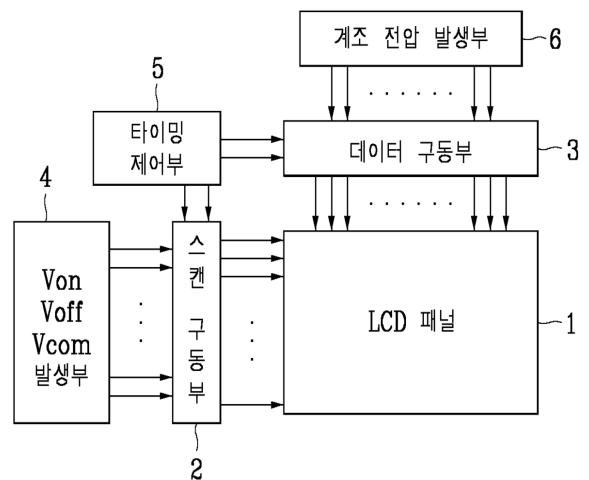 계조 전압 발생부
6
5
타이밍
제어부
데이터 구동부
3
4
Von
Voff
Vcom
발생부
스캔 구동부
2
LCD 패널
1